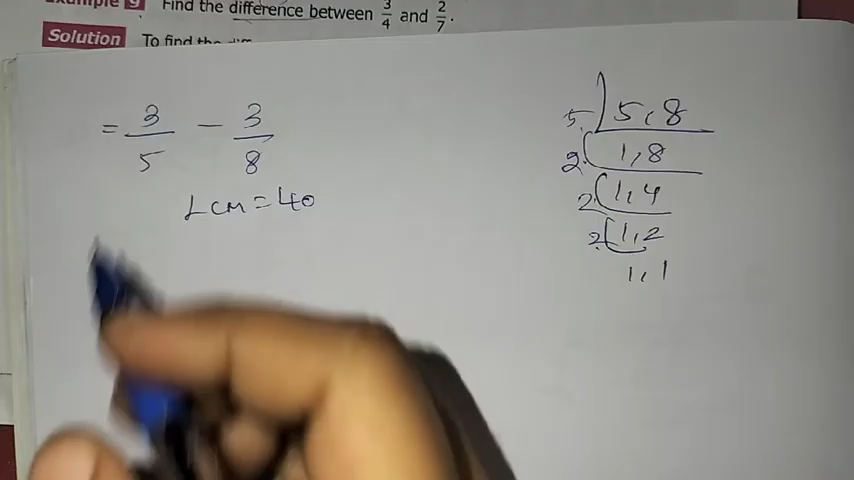 Example 9 Find the difference between 3/4 and 2/7.
Solution To find the
= 3/5 - 3/8
LCM = 40
5 ) 5, 8
2 ( 1, 8
2 ( 1, 4
2 ( 1, 2
1, 1